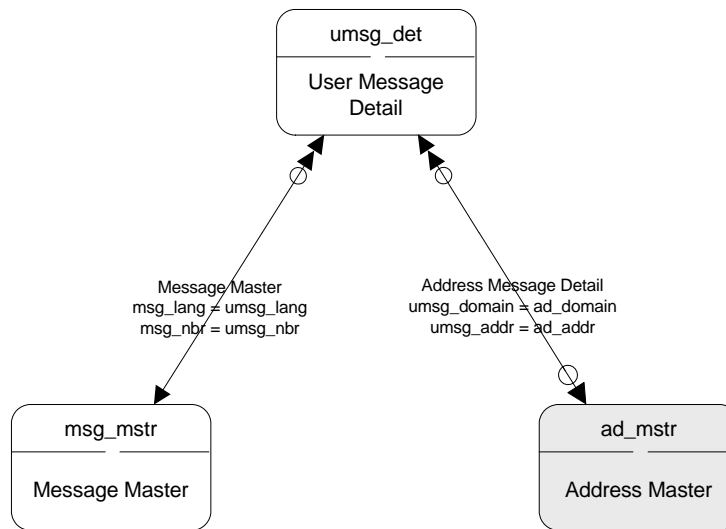 umsg_det
User Message
Detail
Message Master
msg_lang = umsg_lang
msg_nbr = umsg_nbr
Address Message Detail
umsg_domain = ad_domain
umsg_addr = ad_addr
msg_mstr
Message Master
ad_mstr
Address Master